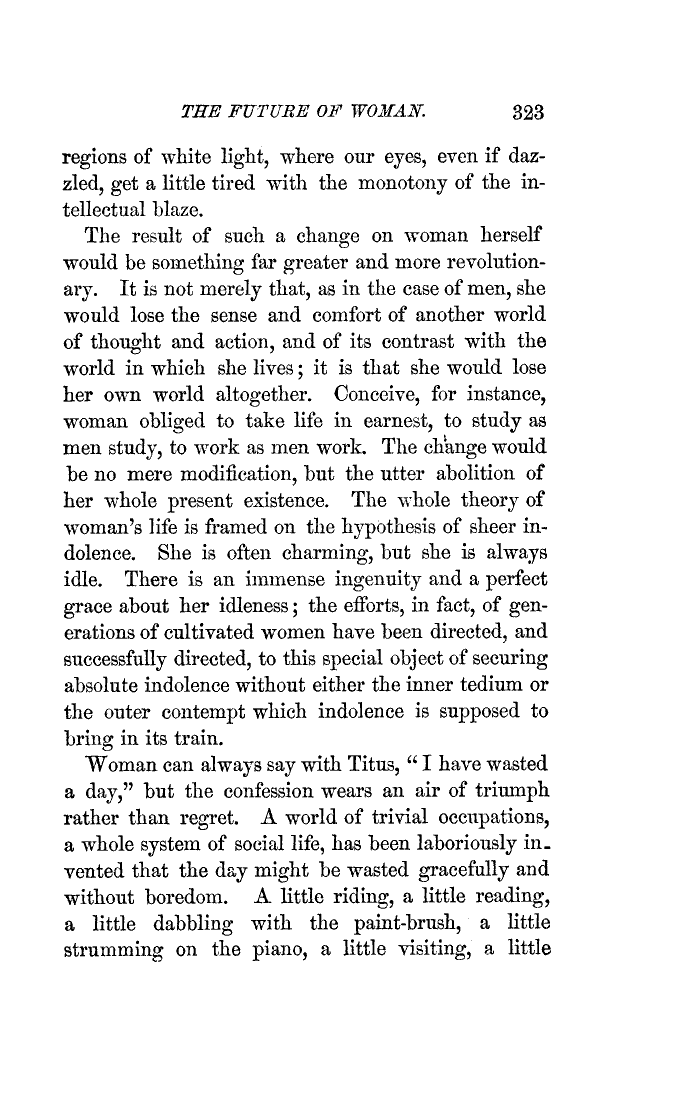 THE FUTURE OF WOMAN. 323
regions of white light, where our eyes, even if daz-
zled, get a little tired with the monotony of the in-
tellectual blaze.
The result of such a change on woman herself
would be something far greater and more revolution-
ary. It is not merely that, as in the case of men, she
would lose the sense and comfort of another world
of thought and action, and of its contrast with the
world in which she lives; it is that she would lose
her own world altogether. Conceive, for instance,
woman obliged to take life in earnest, to study as
men study, to work as men work. The change would
be no mere modification, but the utter abolition of
her whole present existence. The whole theory of
woman's life is framed on the hypothesis of sheer in-
dolence. She is often charming, but she is always
idle. There is an immense ingenuity and a perfect
grace about her idleness; the efforts, in fact, of gen-
erations of cultivated women have been directed, and
successfully directed, to this special object of securing
absolute indolence without either the inner tedium or
the outer contempt which indolence is supposed to
bring in its train.
Woman can always say with Titus, "I have wasted
a day," but the confession wears an air of triumph
rather than regret. A world of trivial occupations,
a whole system of social life, has been laboriously in-
vented that the day might be wasted gracefully and
without boredom. A little riding, a little reading,
a little dabbling with the paint-brush, a little
strumming on the piano, a little visiting, a little